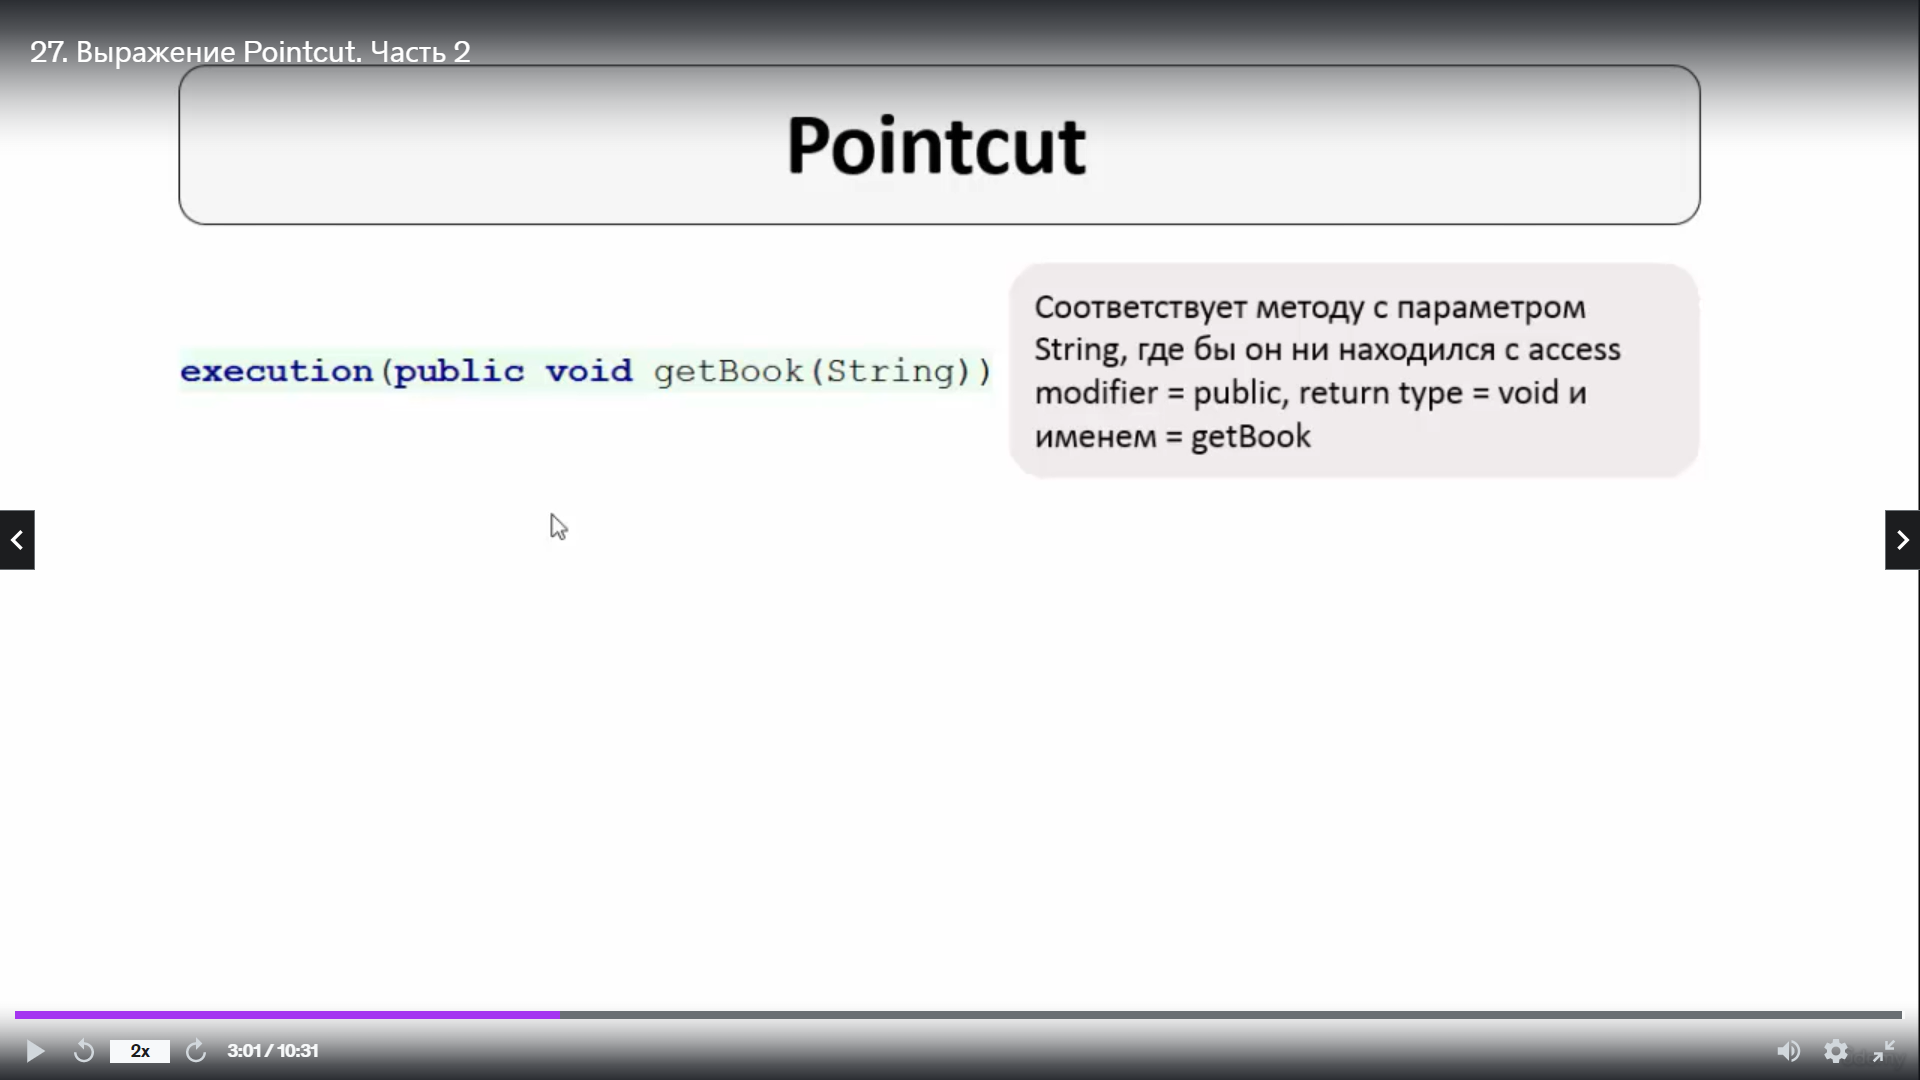 27. Выражение Pointcut. Часть 2
Pointcut
execution(public void getBook(String))
Соответствует методу с параметром
String, где бы он ни находился с access
modifier = public, return type = void и
именем = getBook
2x
3:01 / 10:31